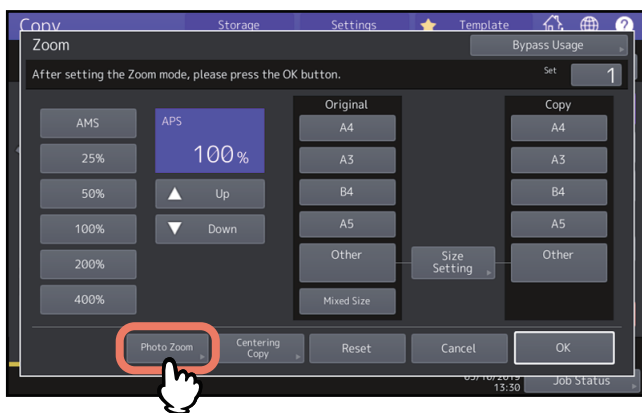 Copy Storage Settings Template ?
Zoom Bypass Usage
After setting the Zoom mode, please press the OK button. Set 1
Original Copy
AMS APS A4 A4
25% 100 % A3 A3
50% Up B4 B4
100% Down A5 A5
200% Other Size Setting Other
400% Mixed Size
Photo Zoom Centering Copy Reset Cancel OK
13:30 Job Status